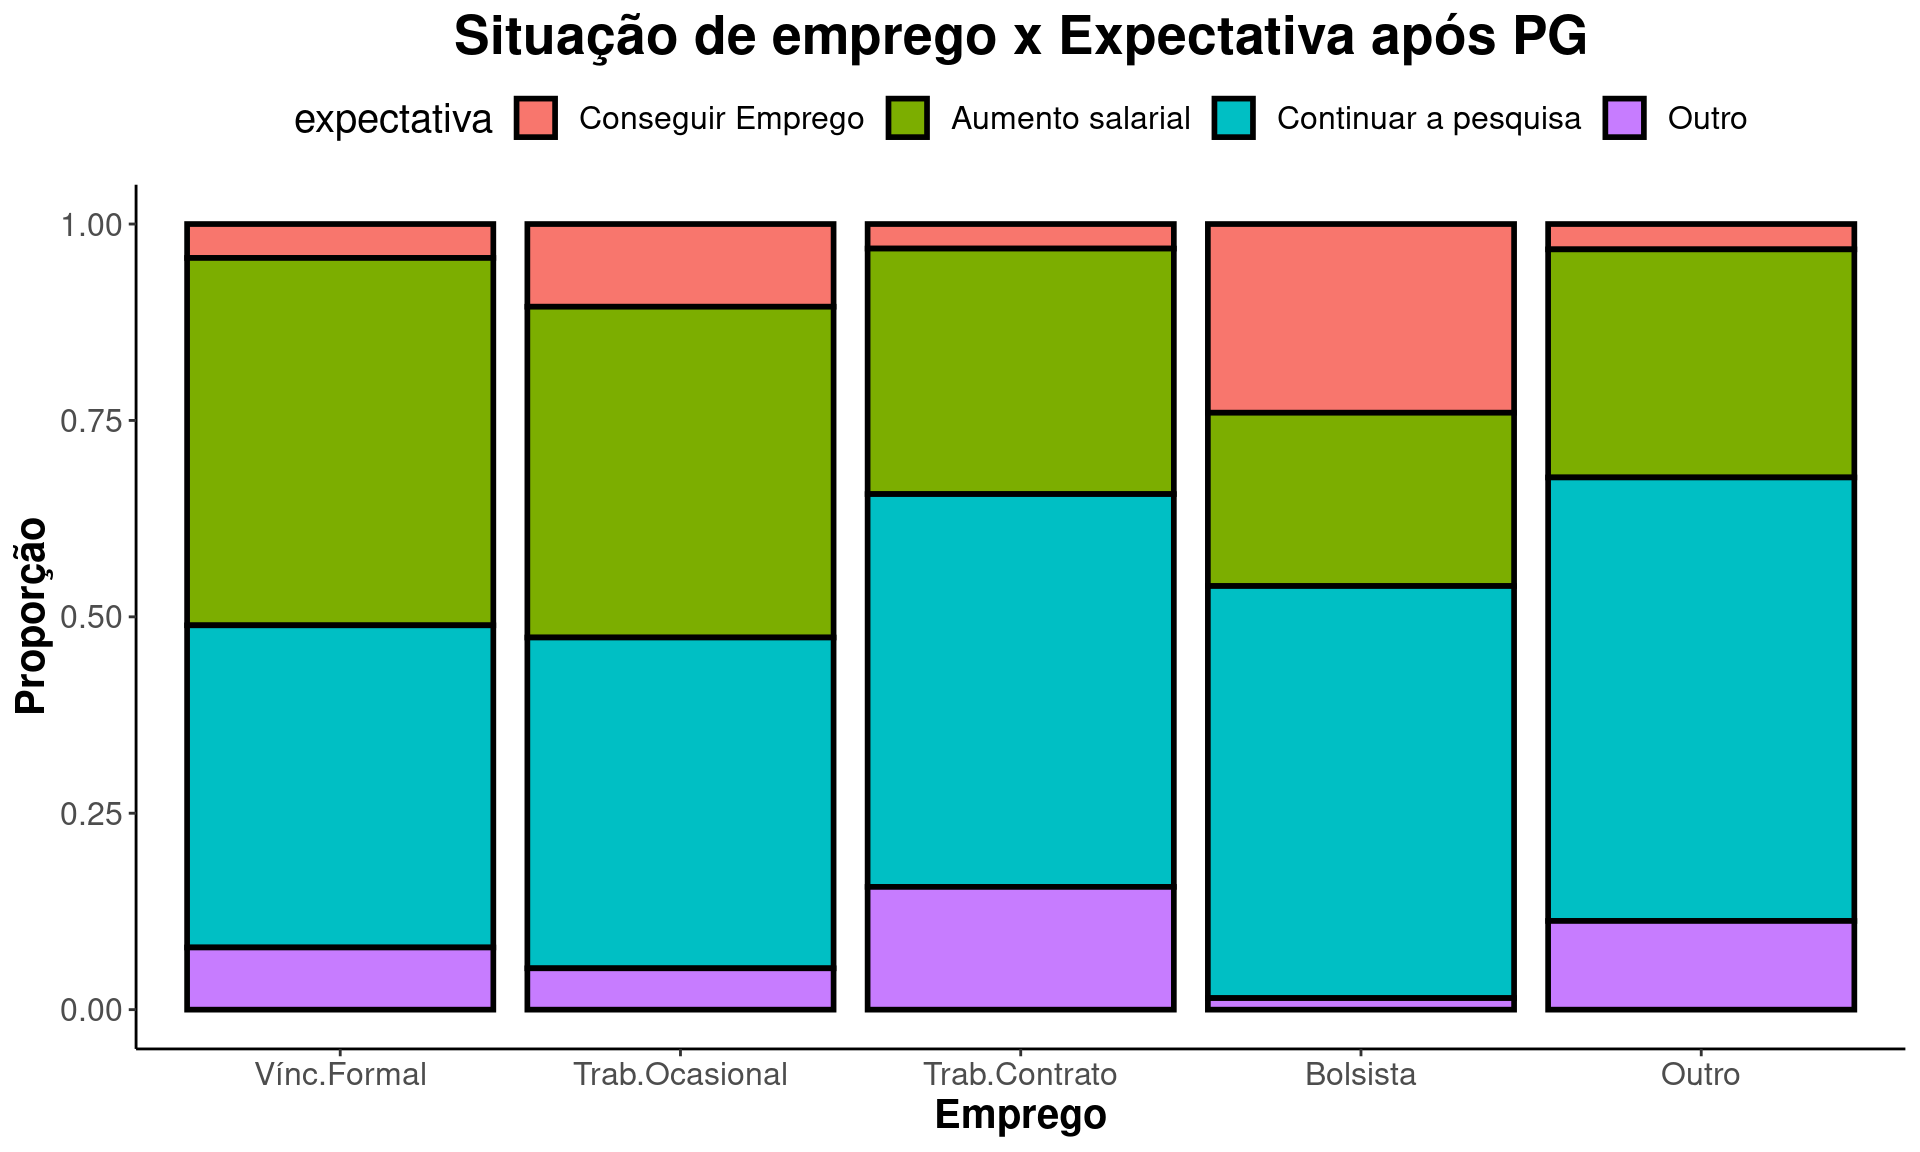 Situação de emprego x Expectativa após PG
expectativa Conseguir Emprego Aumento salarial Continuar a pesquisa Outro
Proporção
1.00
0.75
0.50
0.25
0.00
Vínc.Formal Trab.Ocasional Trab.Contrato Bolsista Outro
Emprego